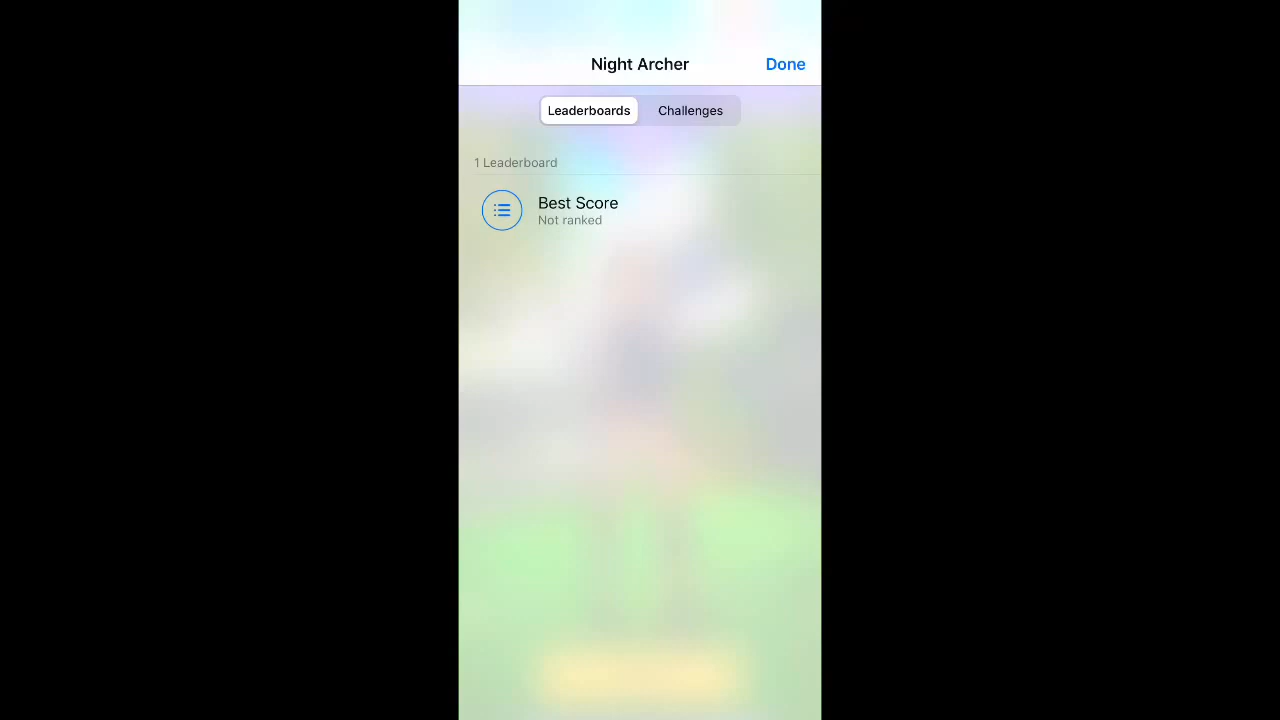 Night Archer
Done
Leaderboards
Challenges
1 Leaderboard
Best Score
Not ranked